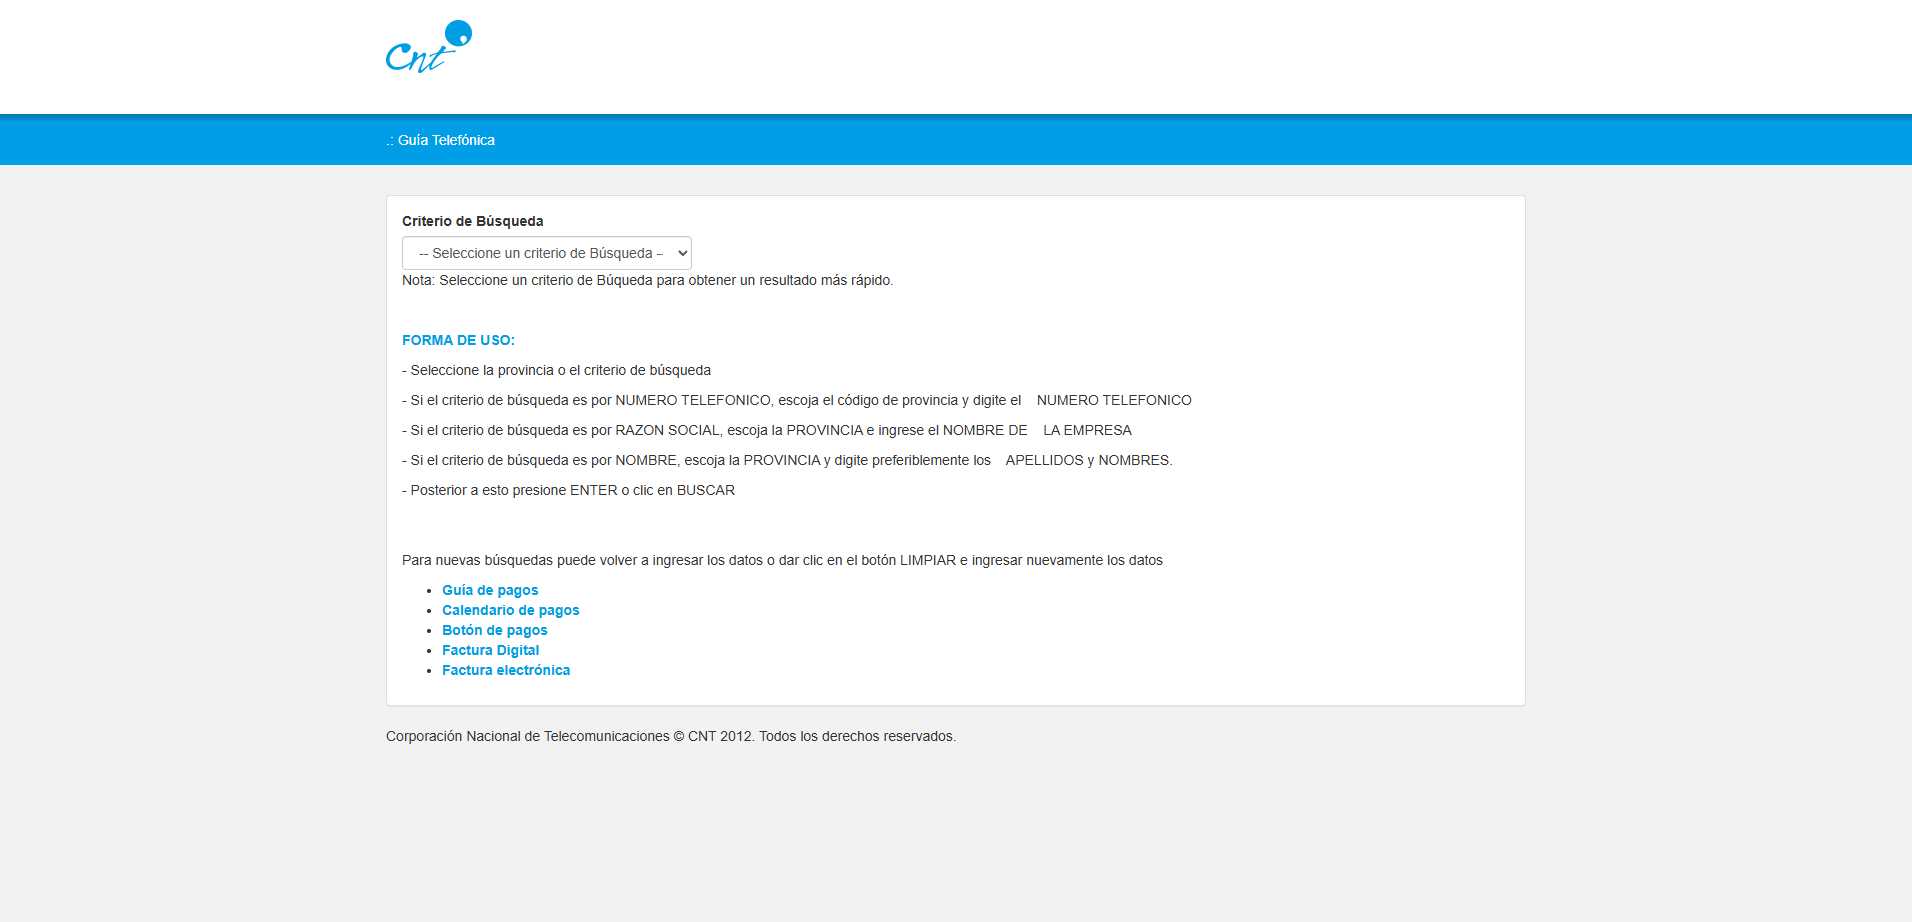 Cnt
.: Guía Telefónica
Criterio de Búsqueda
-- Seleccione un criterio de Búsqueda –
Nota: Seleccione un criterio de Búqueda para obtener un resultado más rápido.
FORMA DE USO:
- Seleccione la provincia o el criterio de búsqueda
- Si el criterio de búsqueda es por NUMERO TELEFONICO, escoja el código de provincia y digite el NUMERO TELEFONICO
- Si el criterio de búsqueda es por RAZON SOCIAL, escoja la PROVINCIA e ingrese el NOMBRE DE LA EMPRESA
- Si el criterio de búsqueda es por NOMBRE, escoja la PROVINCIA y digite preferiblemente los APELLIDOS y NOMBRES.
- Posterior a esto presione ENTER o clic en BUSCAR
Para nuevas búsquedas puede volver a ingresar los datos o dar clic en el botón LIMPIAR e ingresar nuevamente los datos
• Guía de pagos
• Calendario de pagos
• Botón de pagos
• Factura Digital
• Factura electrónica
Corporación Nacional de Telecomunicaciones © CNT 2012. Todos los derechos reservados.